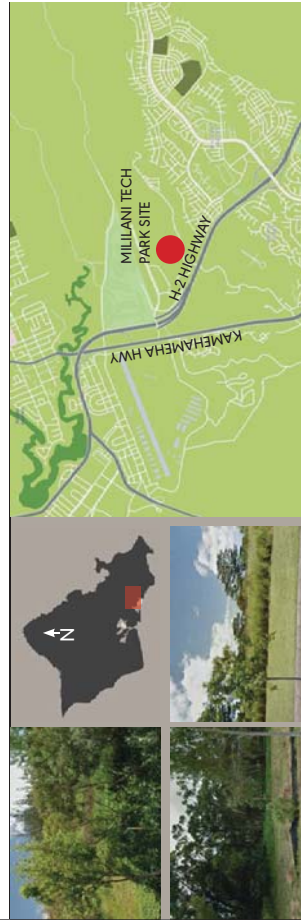 MILILANI TECH
PARK SITE
H-2 HIGHWAY
KAMEHAMEHA HWY
N